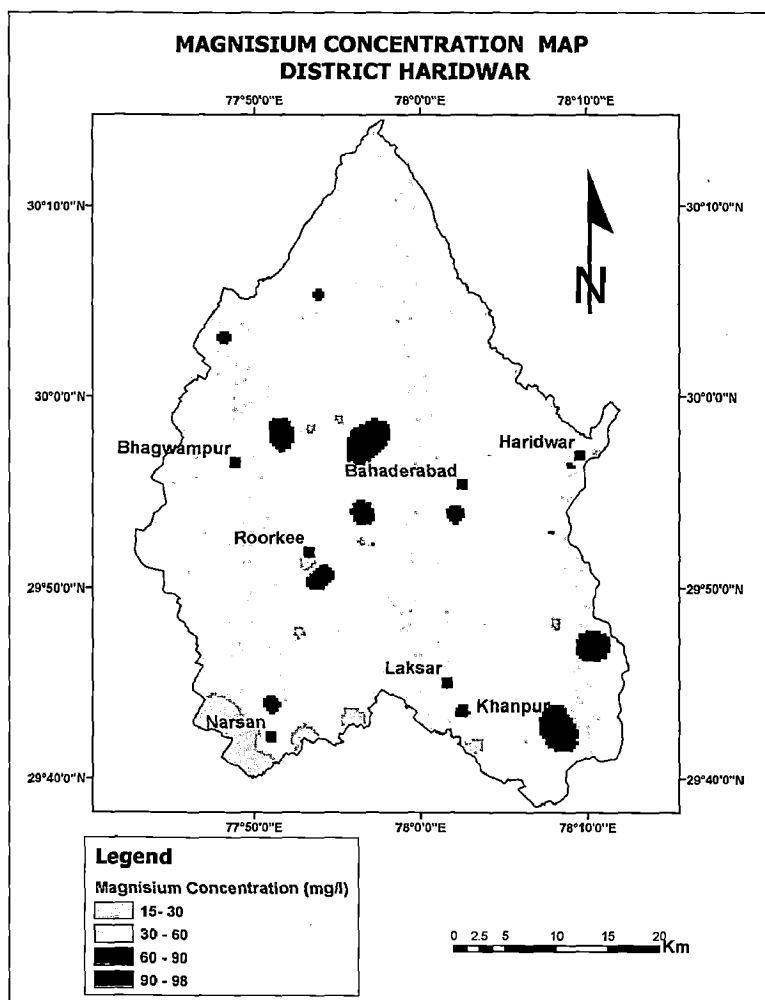 MAGNISIUM CONCENTRATION MAP
DISTRICT HARIDWAR
77°50'0"E 78°0'0"E 78°10'0"E
30°10'0"N 30°10'0"N
N
30°0'0"N 30°0'0"N
Haridwar
Bhagwampur
Bahaderabad
Roorkee
29°50'0"N 29°50'0"N
Laksar
Khanpur
Narsan
29°40'0"N 29°40'0"N
77°50'0"E 78°0'0"E 78°10'0"E
Legend
Magnisium Concentration (mg/l)
15- 30
30 - 60
60 - 90
90 - 98
0 2.5 5 10 15 20
Km